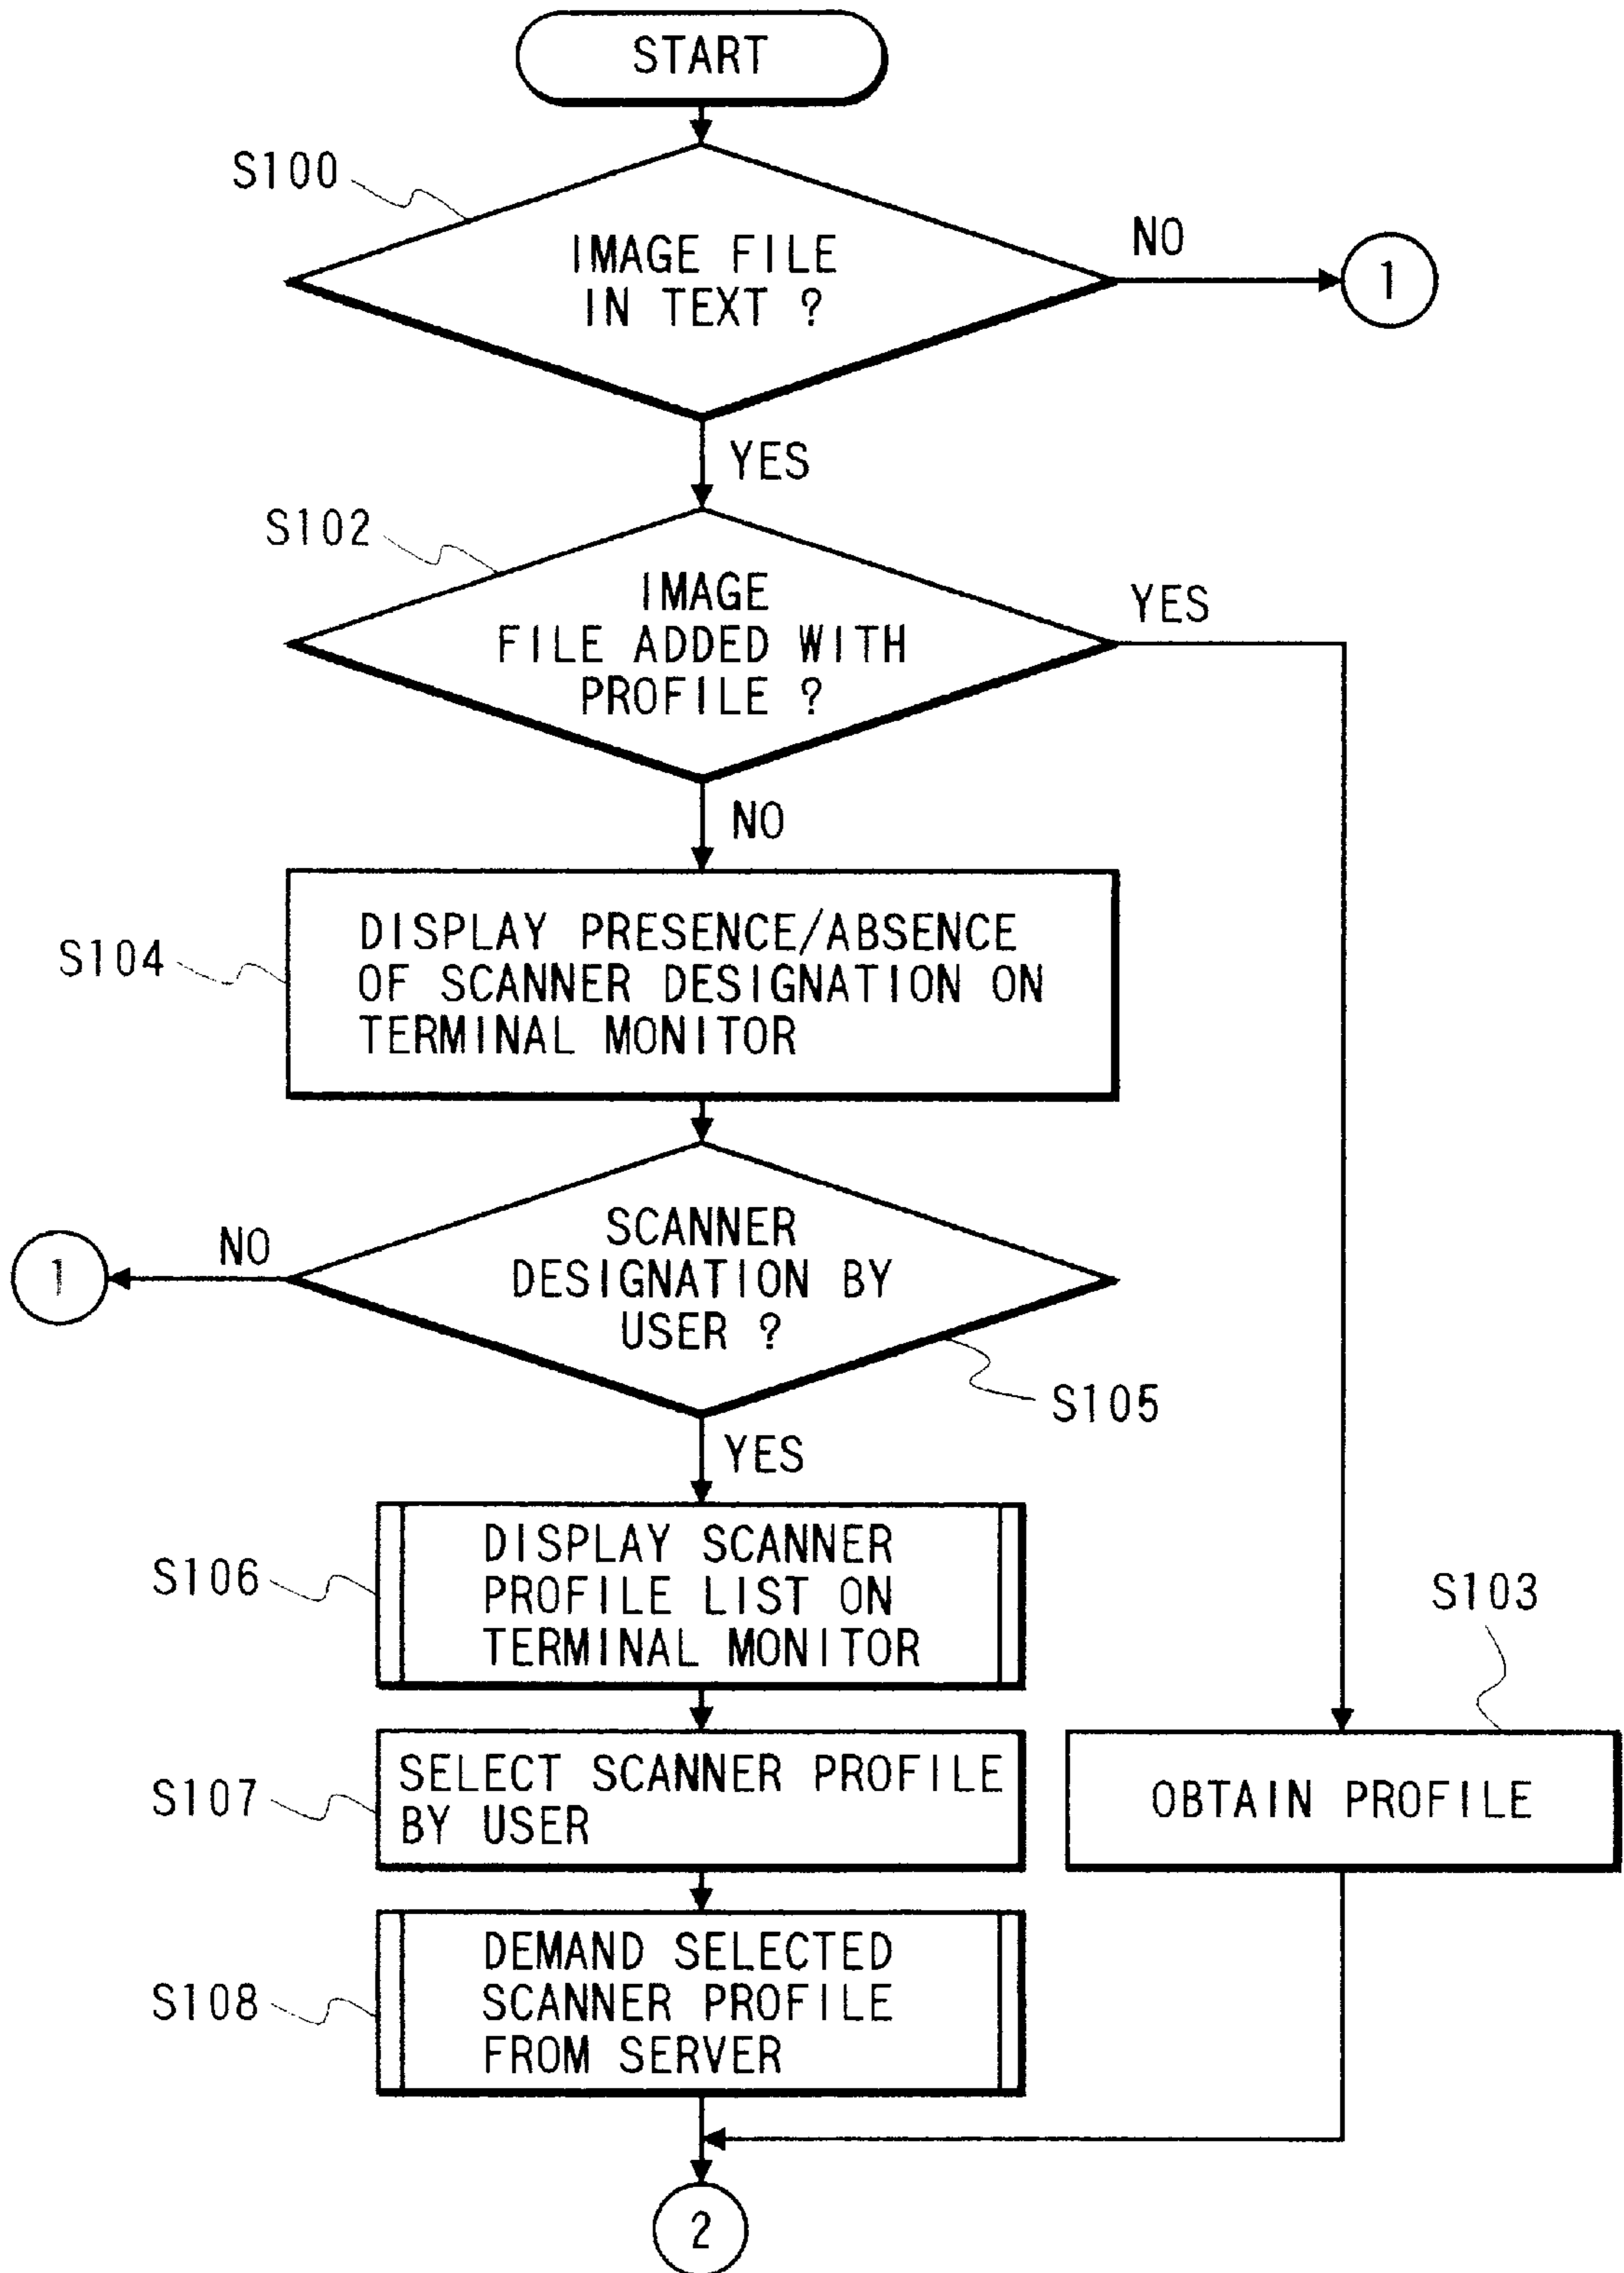 START
S100
IMAGE FILE
IN TEXT ?
NO
1
YES
S102
IMAGE
FILE ADDED WITH
PROFILE ?
YES
NO
S104
DISPLAY PRESENCE/ABSENCE
OF SCANNER DESIGNATION ON
TERMINAL MONITOR
1
NO
SCANNER
DESIGNATION BY
USER ?
S105
YES
S106
DISPLAY SCANNER
PROFILE LIST ON
TERMINAL MONITOR
S103
S107
SELECT SCANNER PROFILE
BY USER
OBTAIN PROFILE
S108
DEMAND SELECTED
SCANNER PROFILE
FROM SERVER
2